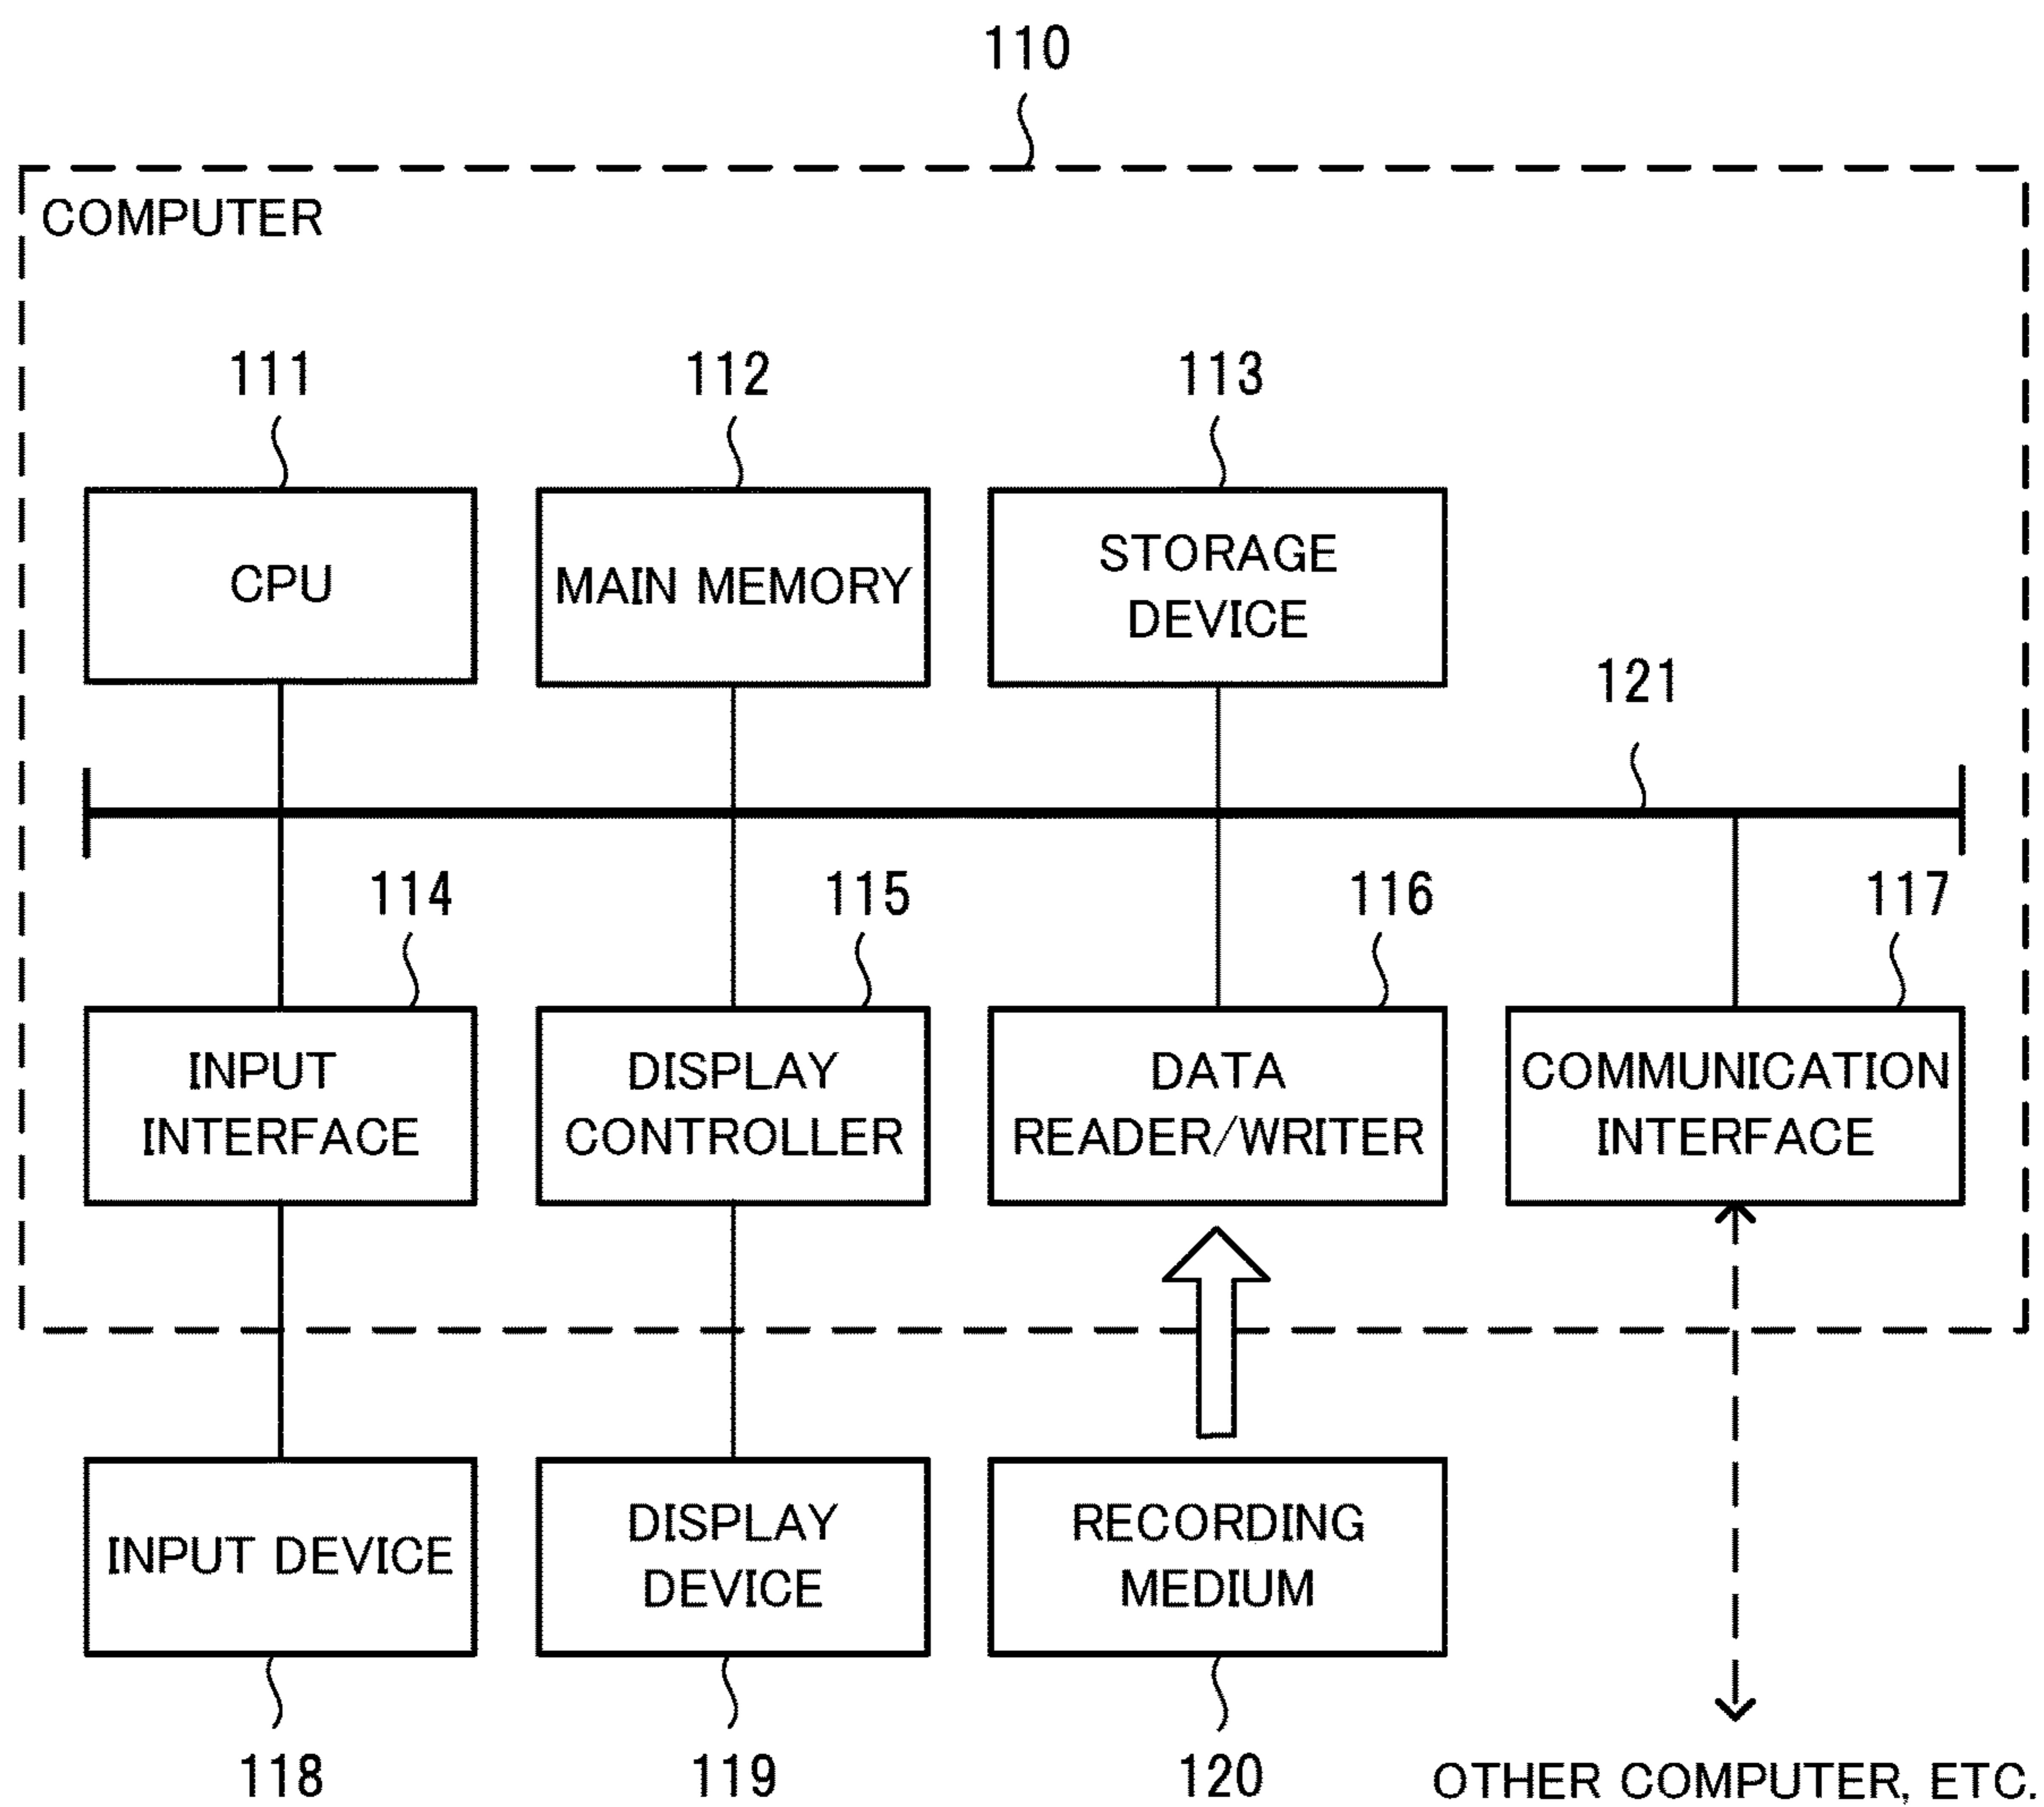 110
COMPUTER
111
112
113
CPU
MAIN MEMORY
STORAGE
DEVICE
121
114
115
116
117
INPUT
INTERFACE
DISPLAY
CONTROLLER
DATA
READER/WRITER
COMMUNICATION
INTERFACE
INPUT DEVICE
DISPLAY
DEVICE
RECORDING
MEDIUM
118
119
120
OTHER COMPUTER, ETC.